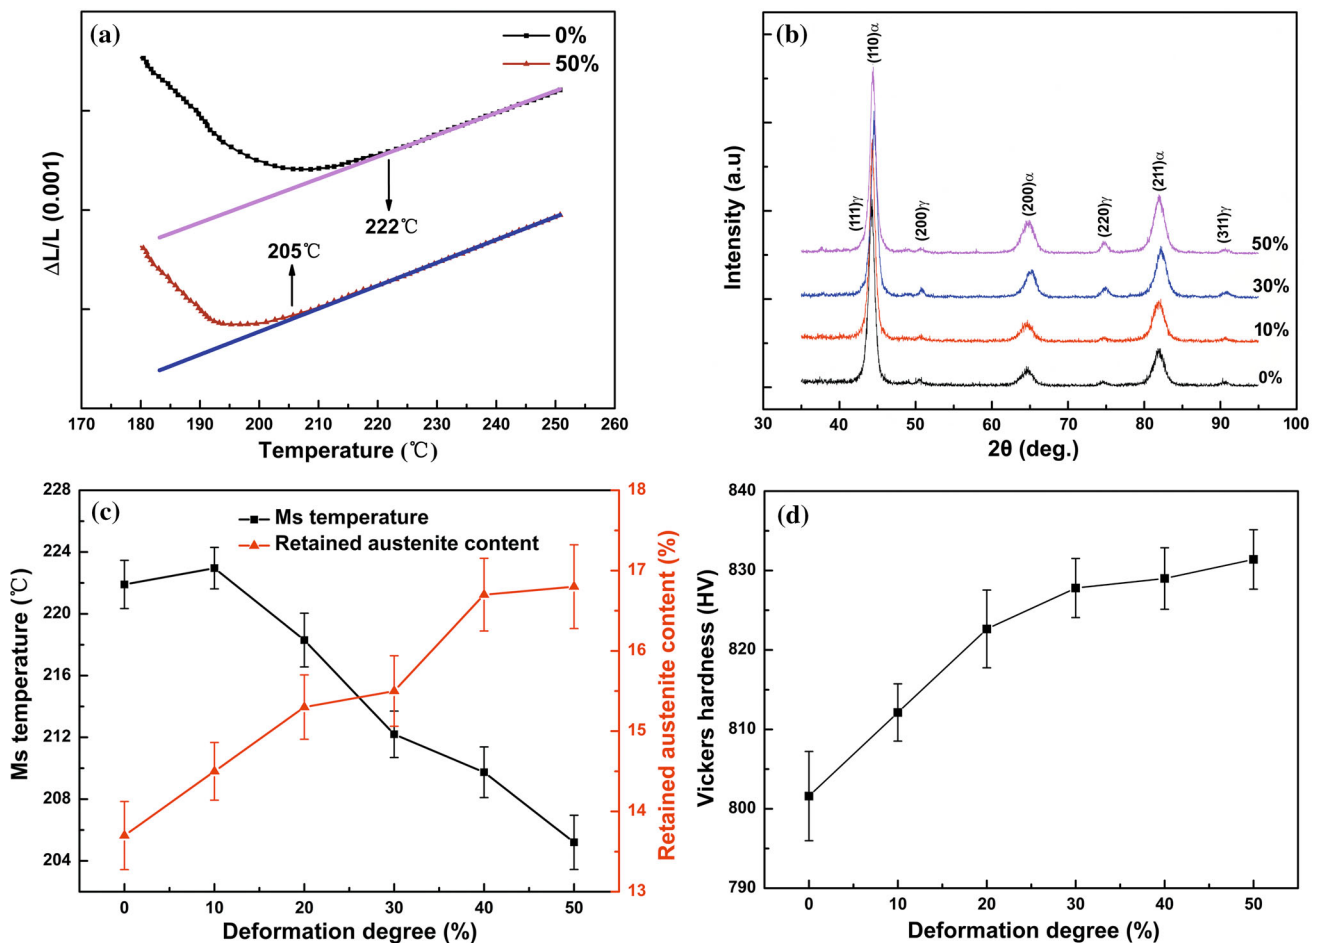 (a)
0%
50%
222℃
205℃
ΔL/L (0.001)
170 180 190 200 210 220 230 240 250 260
Temperature (℃)
(b)
(111)γ
(110)α
(200)γ
(200)α
(220)γ
(211)α
(311)γ
50%
30%
10%
0%
Intensity (a.u)
30 40 50 60 70 80 90 100
2θ (deg.)
(c)
Ms temperature
Retained austenite content
228
224
220
216
212
208
204
Ms temperature (℃)
18
17
16
15
14
13
Retained austenite content (%)
0 10 20 30 40 50
Deformation degree (%)
(d)
840
830
820
810
800
790
Vickers hardness (HV)
0 10 20 30 40 50
Deformation degree (%)